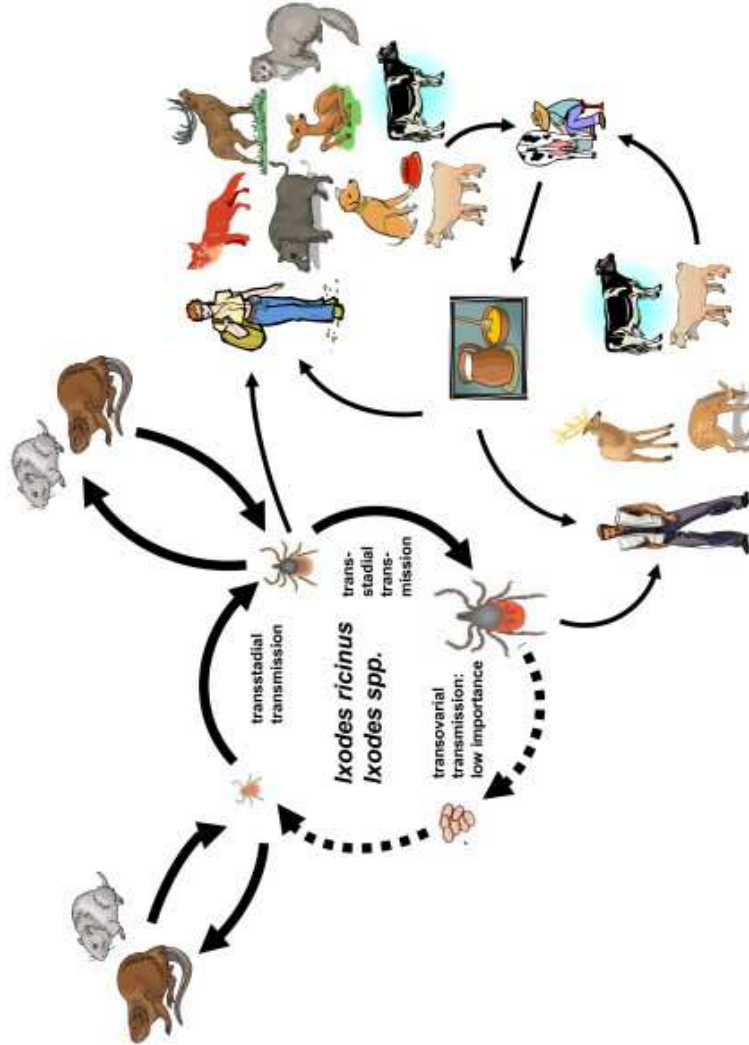 transstadial
transmission
trans-
stadial
trans-
mission
Ixodes ricinus
Ixodes spp.
transovarial
transmission:
low importance